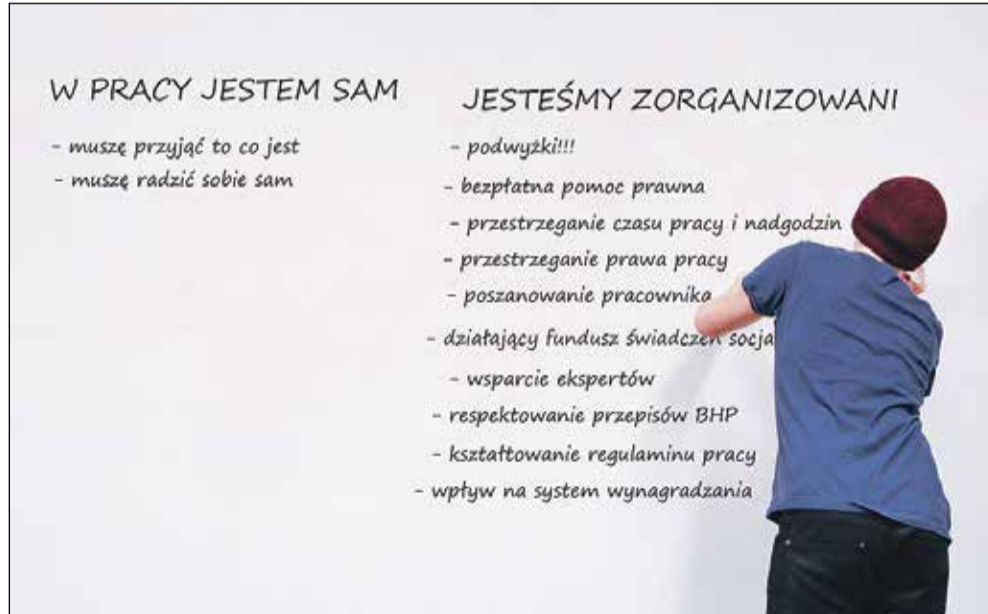 W PRACY JESTEM SAM
- muszę przyjąć to co jest
- muszę radzić sobie sam
JESTEŚMY ZORGANIZOWANI
- podwyżki!!!
- bezpłatna pomoc prawna
- przestrzeganie czasu pracy i nadgodzin
- przestrzeganie prawa pracy
- poszanowanie pracownika
- działający fundusz świadczeń socja
- wsparcie ekspertów
- respektowanie przepisów BHP
- kształtowanie regulaminu pracy
- wpływ na system wynagradzania